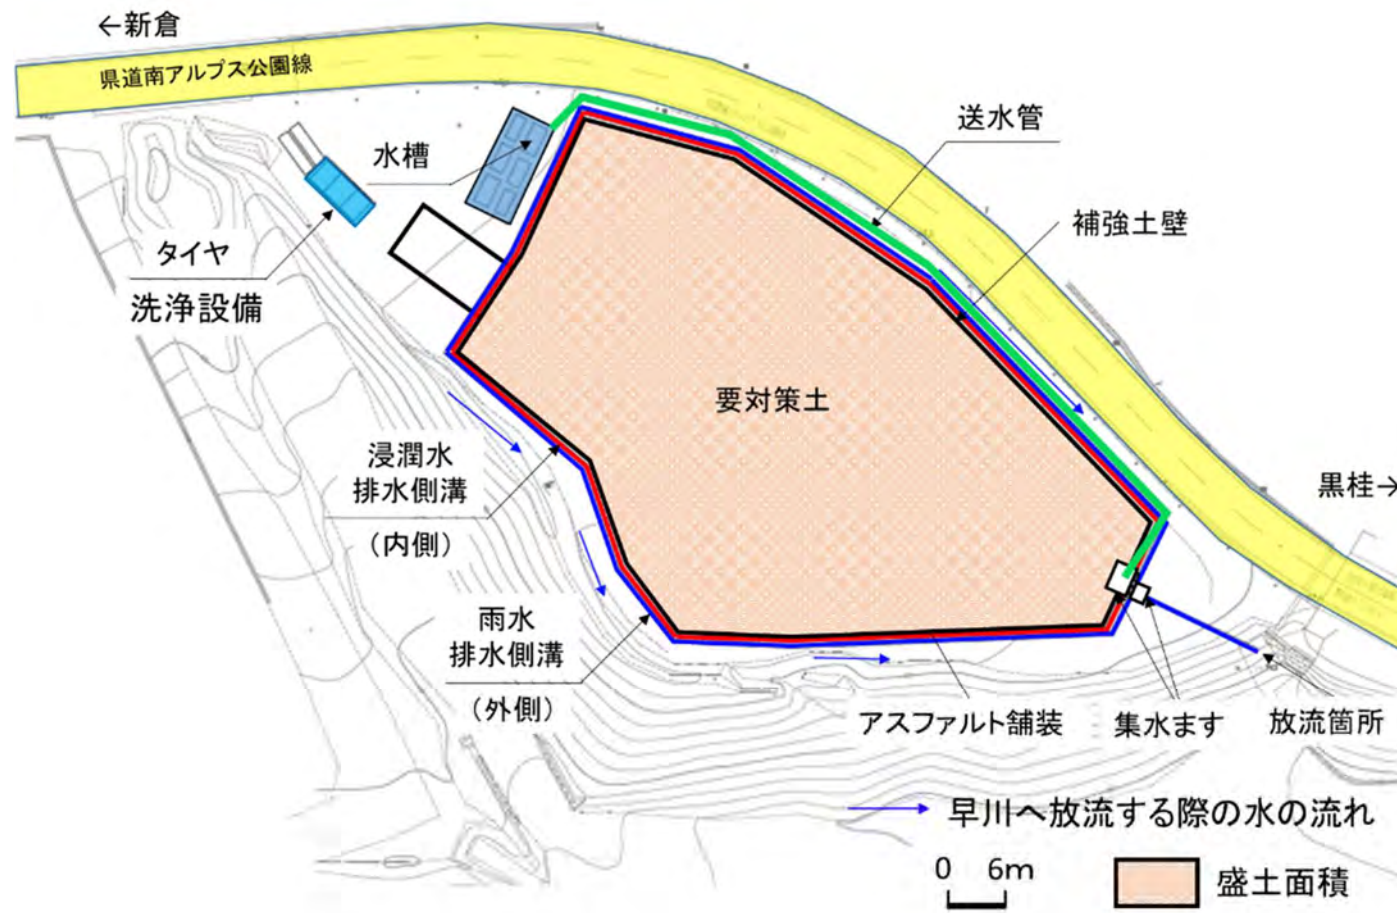 ←新倉
県道南アルプス公園線
送水管
水槽
補強土壁
タイヤ
洗浄設備
要対策土
浸潤水
排水側溝
（内側）
黒桂→
雨水
排水側溝
（外側）
アスファルト舗装
集水ます
放流箇所
早川へ放流する際の水の流れ
0 6m
盛土面積